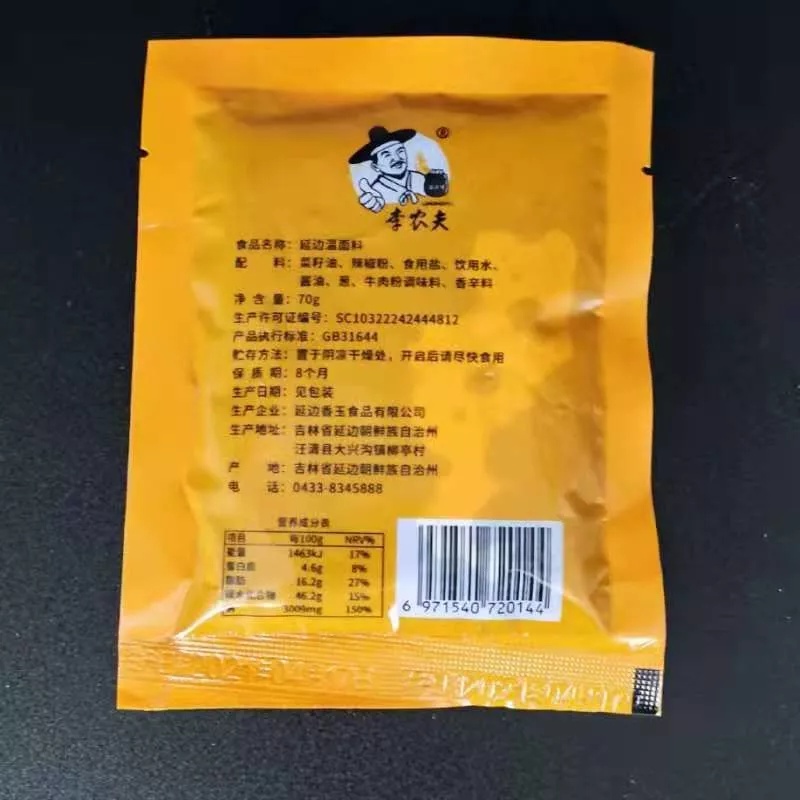 李农夫
食品名称：延边温面料
配 料：菜籽油、辣椒粉、食用盐、饮用水、
酱油、葱、牛肉粉调味料、香辛料
净 含 量：70g
生产许可证编号：SC10322242444812
产品执行标准：GB31644
贮存方法：置于阴凉干燥处，开启后请尽快食用
保 质 期：8个月
生产日期：见包装
生产企业：延边香玉食品有限公司
生产地址：吉林省延边朝鲜族自治州
汪清县大兴沟镇柳亭村
产 地：吉林省延边朝鲜族自治州
电 话：0433-8345888
营养成分表
项目 每100g NRV%
能量 1463kJ 17%
蛋白质 4.6g 8%
脂肪 16.2g 27%
碳水化合物 46.2g 15%
钠 3009mg 150%
6 971540 720144